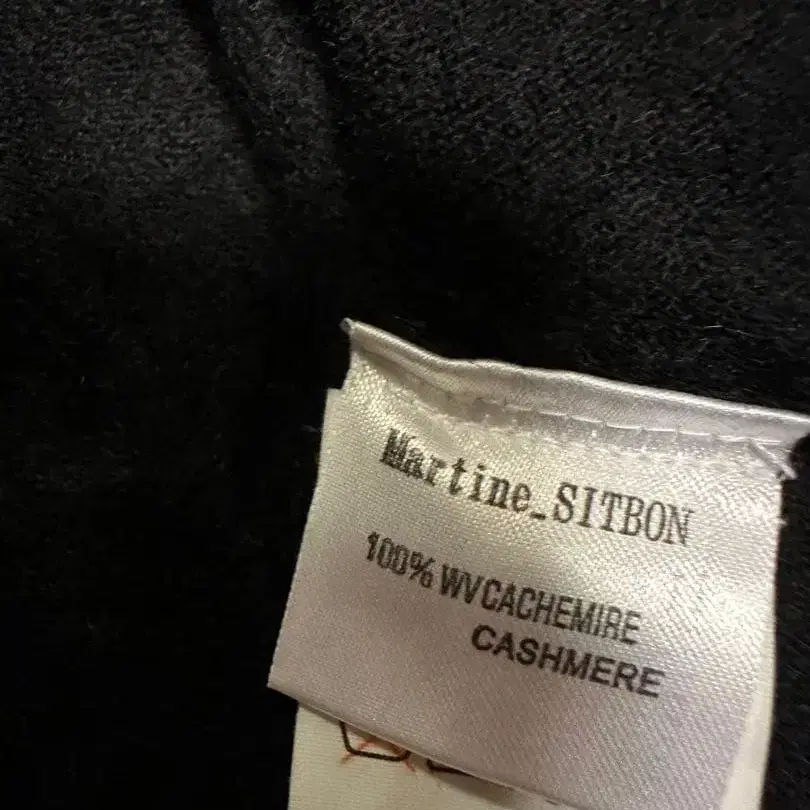 Martine_SITBON
100% WVCACHEMIRE
CASHMERE